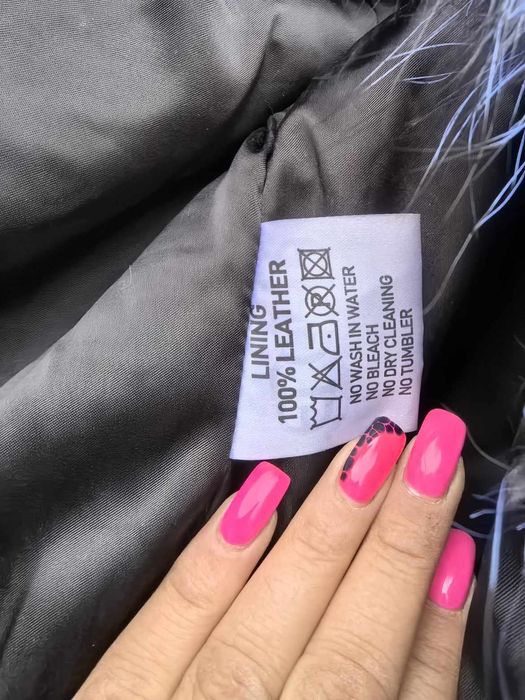 LINING
100% LEATHER
NO WASH IN WATER
NO BLEACH
NO DRY CLEANING
NO TUMBLER